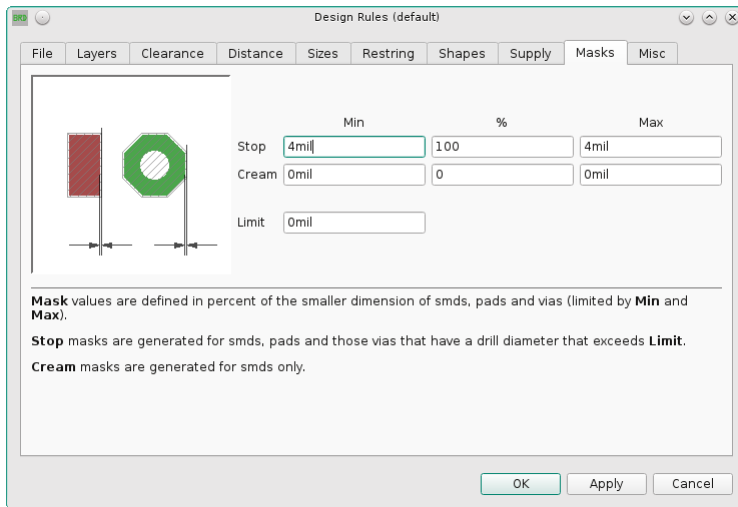 BRD Design Rules (default)
File Layers Clearance Distance Sizes Restring Shapes Supply Masks Misc
Min % Max
Stop 4mil 100 4mil
Cream 0mil 0 0mil
Limit 0mil
Mask values are defined in percent of the smaller dimension of smds, pads and vias (limited by Min and
Max).
Stop masks are generated for smds, pads and those vias that have a drill diameter that exceeds Limit.
Cream masks are generated for smds only.
OK Apply Cancel